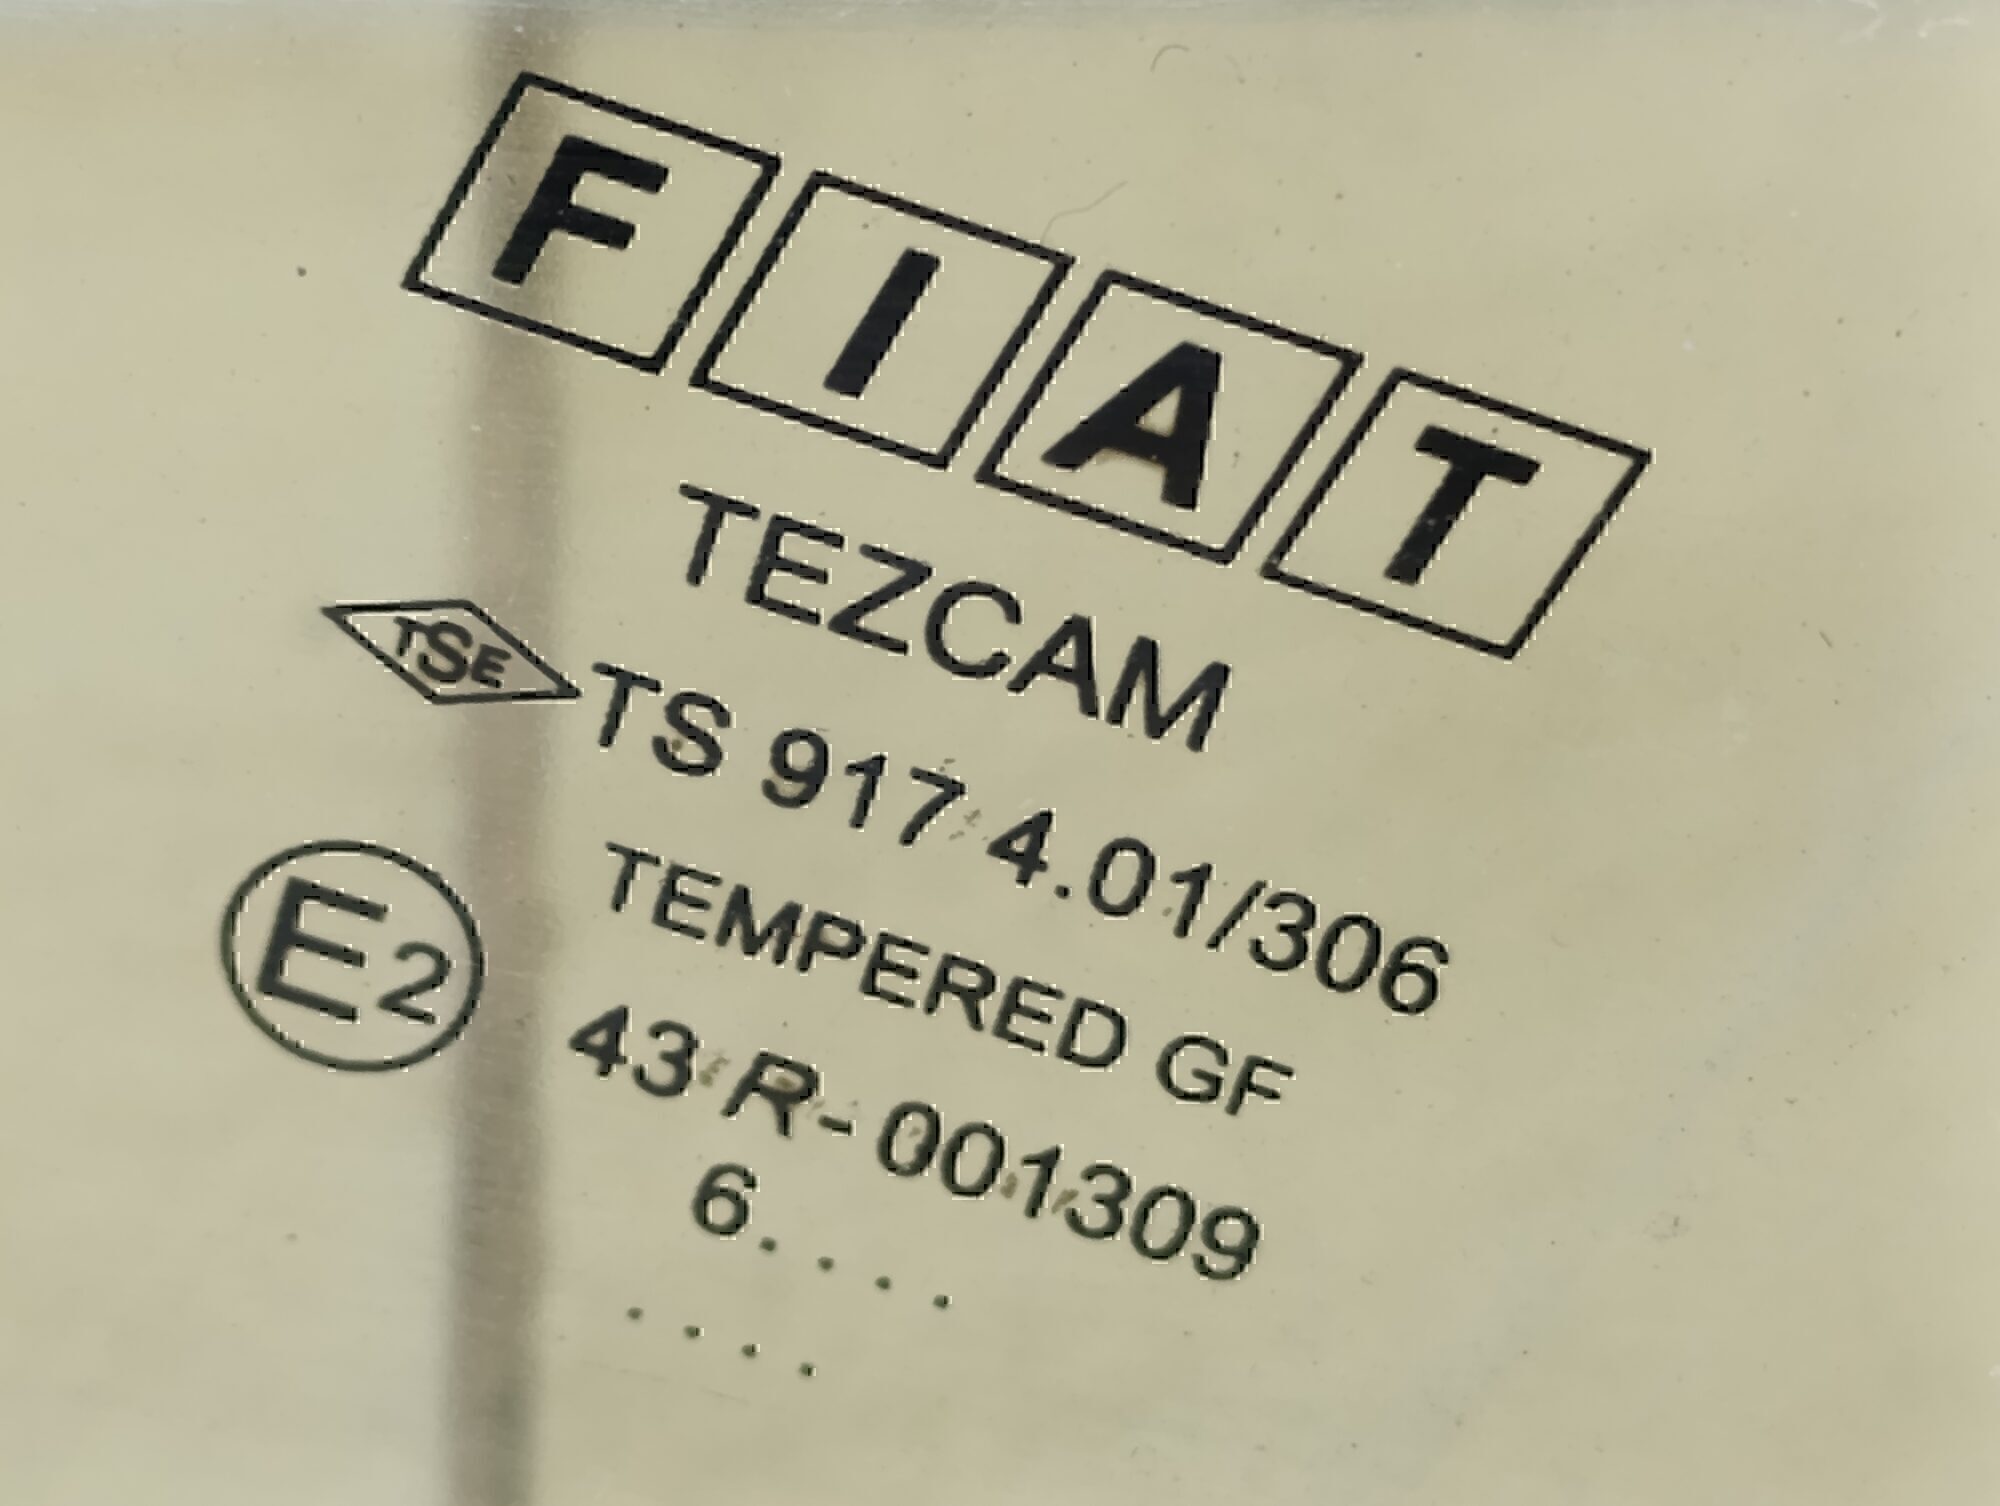 FIAT
TEZCAM
TSE TS 917 4.01/306
TEMPERED GF
E2 43 R- 001309
6. . . .
. . . .